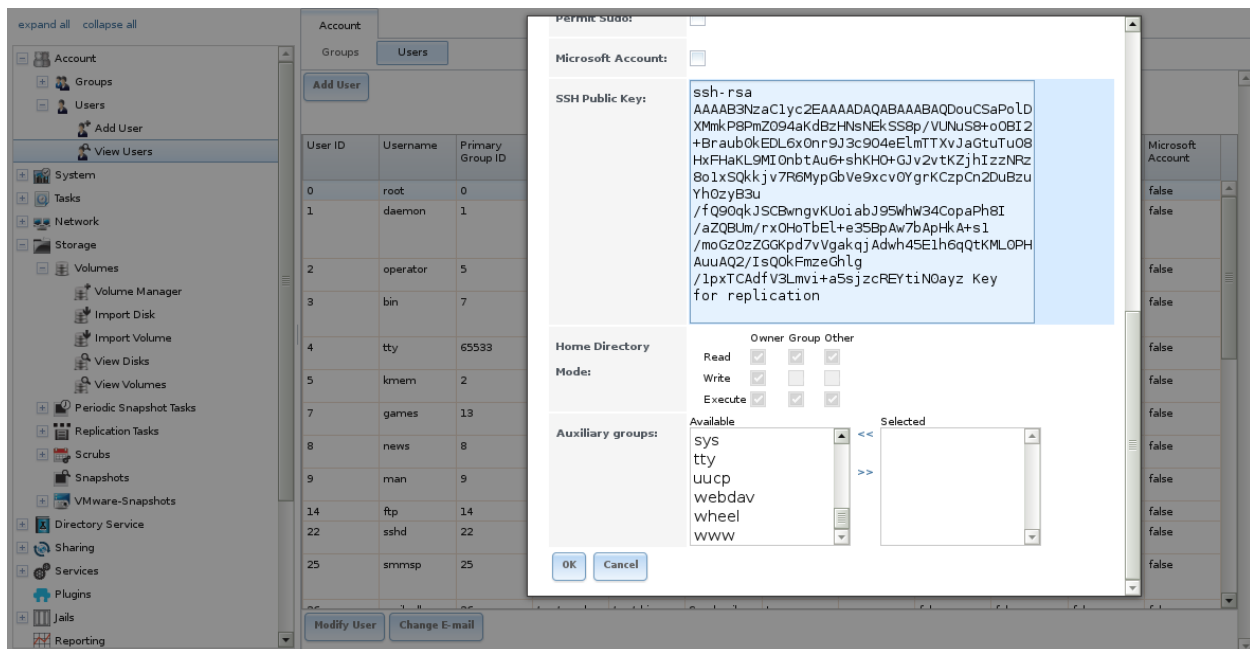 expand all collapse all
Account
Groups
Users
Add User
View Users
System
Tasks
Network
Storage
Volumes
Volume Manager
Import Disk
Import Volume
View Disks
View Volumes
Periodic Snapshot Tasks
Replication Tasks
Scrubs
Snapshots
VMware-Snapshots
Directory Service
Sharing
Services
Plugins
Jails
Reporting
Account
Groups Users
Add User
User ID Username Primary Group ID Microsoft Account
0 root 0 false
1 daemon 1 false
2 operator 5 false
3 bin 7 false
4 tty 65533 false
5 kmem 2 false
7 games 13 false
8 news 8 false
9 man 9 false
14 ftp 14 false
22 sshd 22 false
25 smmsp 25 false
Modify User Change E-mail
Permit Sudo:
Microsoft Account:
SSH Public Key:
ssh-rsa
AAAAB3NzaC1yc2EAAAADAQABAAABAQDouCSaPolD
XMmkP8PmZ094aKdBzHNsNEkSS8p/VUNuS8+oOBI2
+BraubOkEDL6xOnr9J3c9O4eElmTTXvJaGtuTuO8
HxFHaKL9MIOnbtAu6+shKHO+GJv2vtKZjhIzzNRz
8olxSQkkjv7R6MypGbVe9xcvOYgrKCzpCn2DuBzu
YhOzyB3u
/fQ9OqkJSCBwngvKUoiabJ95WhW34CopaPh8I
/aZQBUm/rxOHoTbEl+e35BpAw7bApHkA+s1
/moGzOzZGGKpd7vVgakqjAdwh45E1h6qQtKML0PH
AuuAQ2/IsQOkFmzeGhlg
/1pxTCAdfV3Lmvi+a5sjzcREYtiN0ayz Key
for replication
Home Directory Mode:
Owner Group Other
Read
Write
Execute
Auxiliary groups:
Available Selected
sys
tty
uucp
webdav
wheel
www
<<
>>
OK Cancel